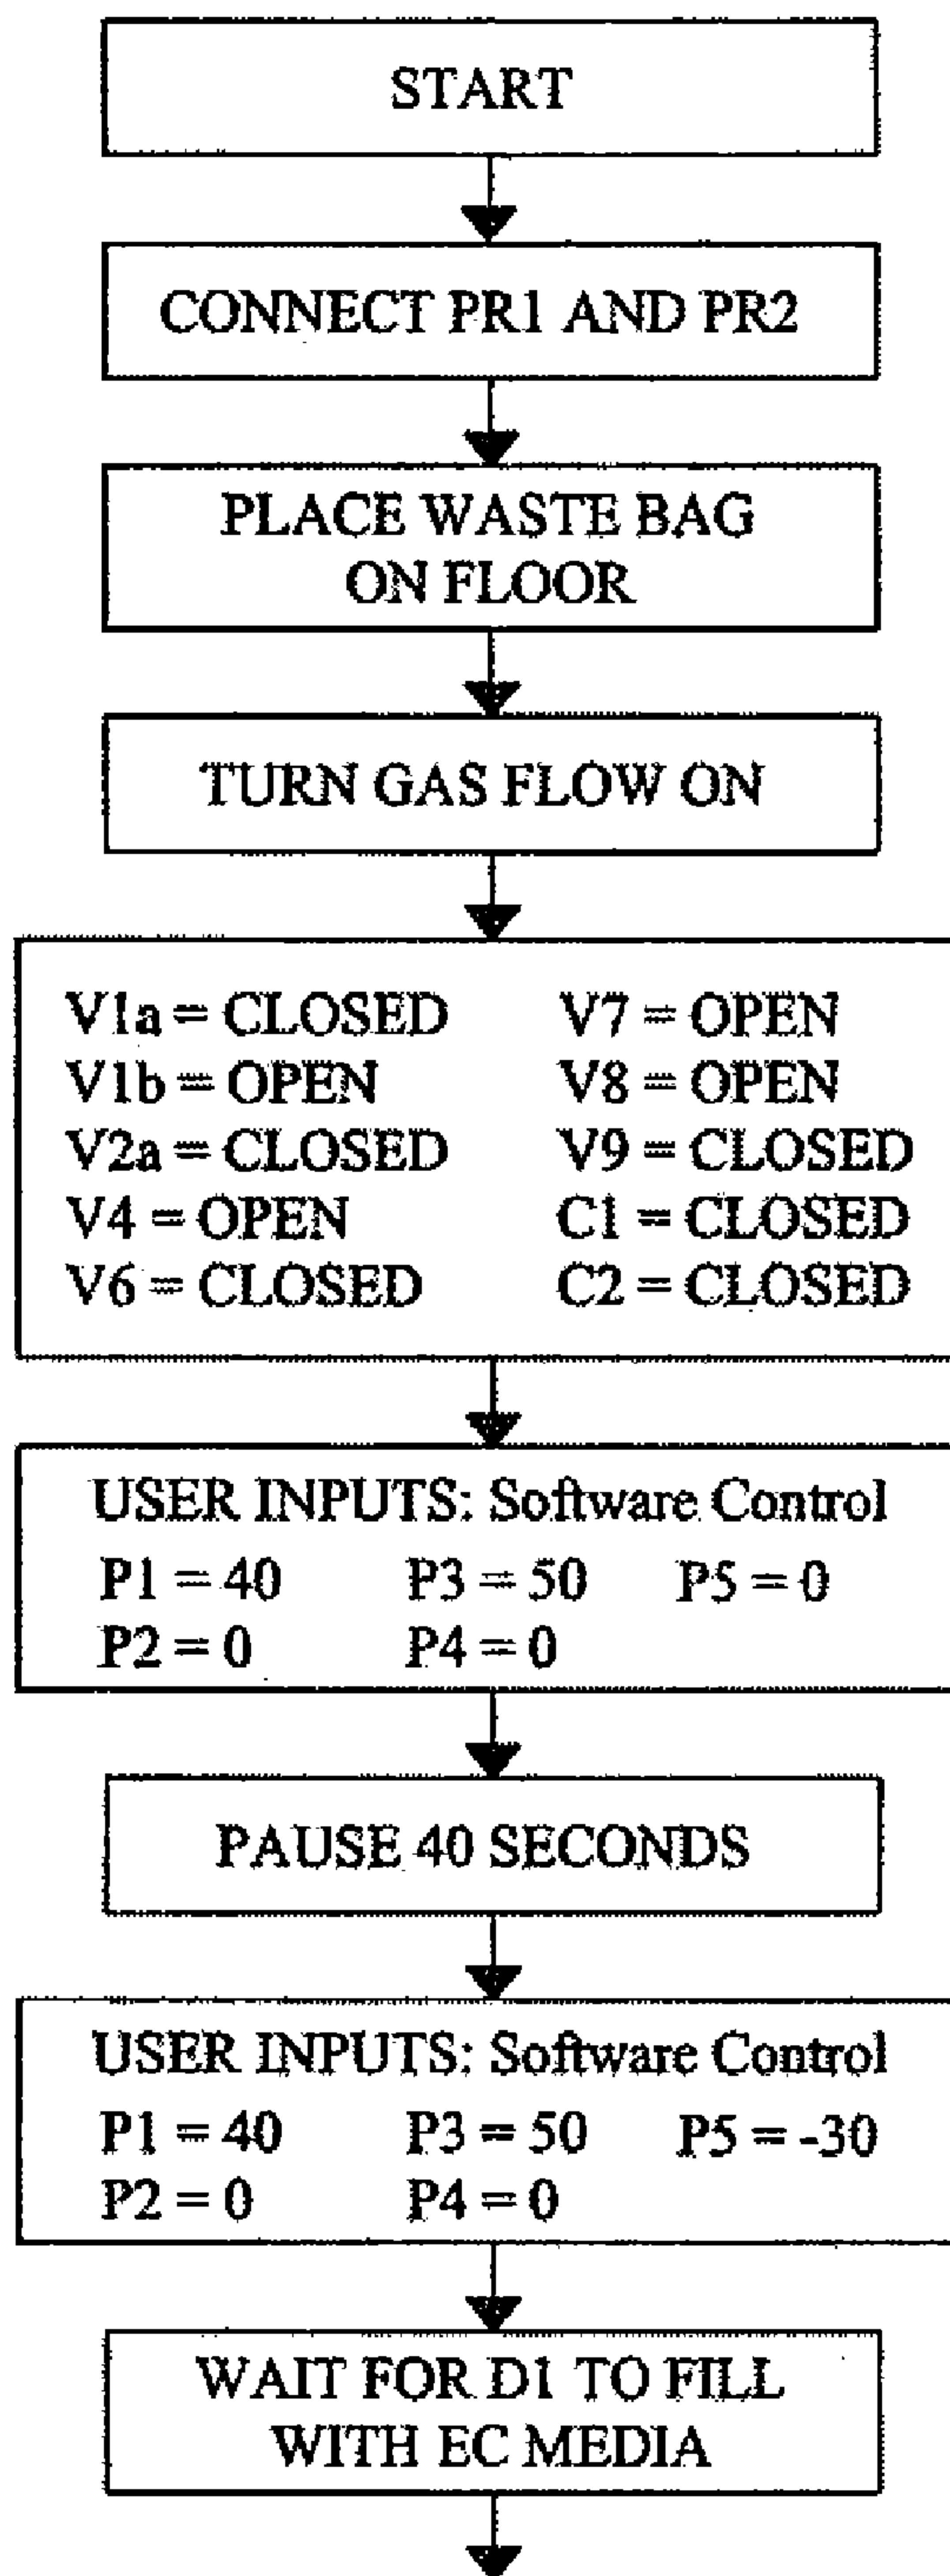 START
CONNECT PR1 AND PR2
PLACE WASTE BAG
ON FLOOR
TURN GAS FLOW ON
V1a = CLOSED V7 = OPEN
V1b = OPEN V8 = OPEN
V2a = CLOSED V9 = CLOSED
V4 = OPEN C1 = CLOSED
V6 = CLOSED C2 = CLOSED
USER INPUTS: Software Control
P1 = 40 P3 = 50 P5 = 0
P2 = 0 P4 = 0
PAUSE 40 SECONDS
USER INPUTS: Software Control
P1 = 40 P3 = 50 P5 = -30
P2 = 0 P4 = 0
WAIT FOR D1 TO FILL
WITH EC MEDIA